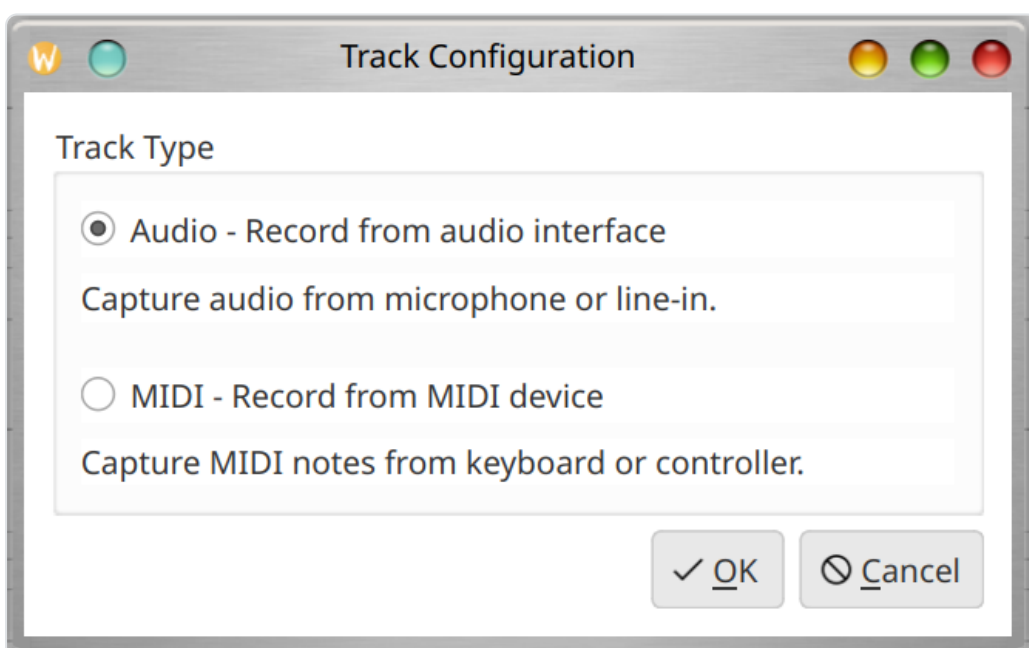 W
Track Configuration
Track Type
Audio - Record from audio interface
Capture audio from microphone or line-in.
MIDI - Record from MIDI device
Capture MIDI notes from keyboard or controller.
OK
Cancel